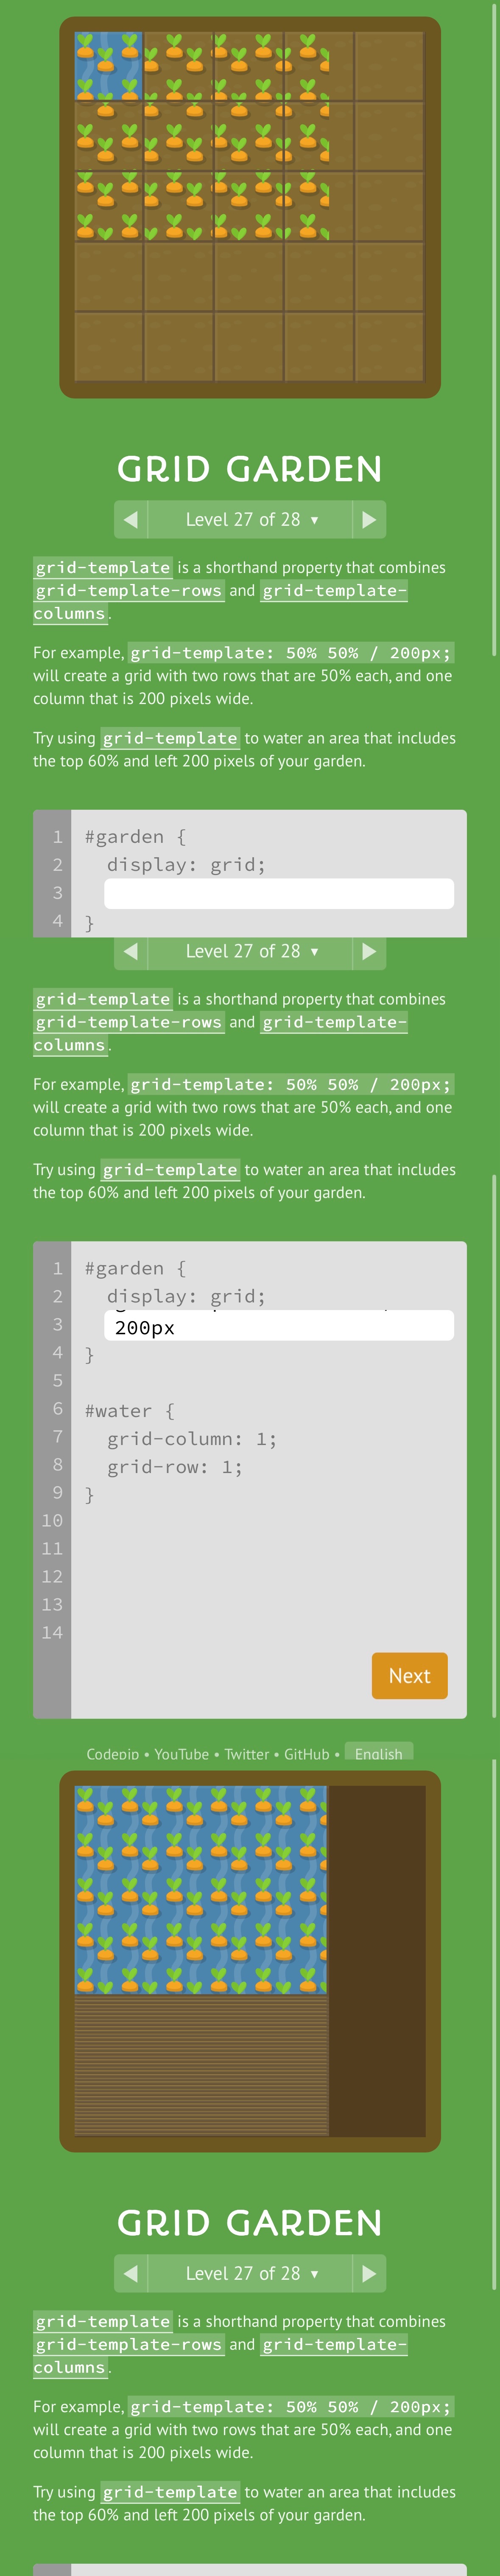 GRID GARDEN
◀ Level 27 of 28 ▼ ▶
grid-template is a shorthand property that combines
grid-template-rows and grid-template-
columns.
For example, grid-template: 50% 50% / 200px;
will create a grid with two rows that are 50% each, and one
column that is 200 pixels wide.
Try using grid-template to water an area that includes
the top 60% and left 200 pixels of your garden.
1 #garden {
2 display: grid;
3
4 }
◀ Level 27 of 28 ▼ ▶
grid-template is a shorthand property that combines
grid-template-rows and grid-template-
columns.
For example, grid-template: 50% 50% / 200px;
will create a grid with two rows that are 50% each, and one
column that is 200 pixels wide.
Try using grid-template to water an area that includes
the top 60% and left 200 pixels of your garden.
1 #garden {
2 display: grid;
3 200px
4 }
5
6 #water {
7 grid-column: 1;
8 grid-row: 1;
9 }
10
11
12
13
14
Next
Codepip • YouTube • Twitter • GitHub • English
GRID GARDEN
◀ Level 27 of 28 ▼ ▶
grid-template is a shorthand property that combines
grid-template-rows and grid-template-
columns.
For example, grid-template: 50% 50% / 200px;
will create a grid with two rows that are 50% each, and one
column that is 200 pixels wide.
Try using grid-template to water an area that includes
the top 60% and left 200 pixels of your garden.